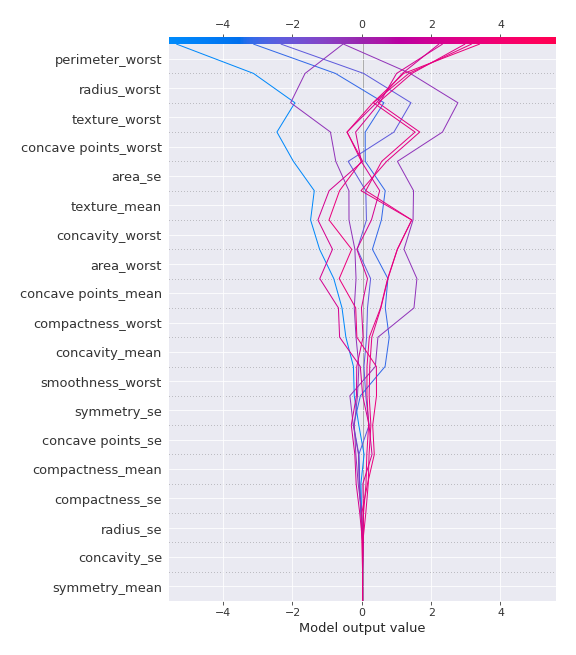 −4 −2 0 2 4
perimeter_worst
radius_worst
texture_worst
concave points_worst
area_se
texture_mean
concavity_worst
area_worst
concave points_mean
compactness_worst
concavity_mean
smoothness_worst
symmetry_se
concave points_se
compactness_mean
compactness_se
radius_se
concavity_se
symmetry_mean
−4 −2 0 2 4
Model output value